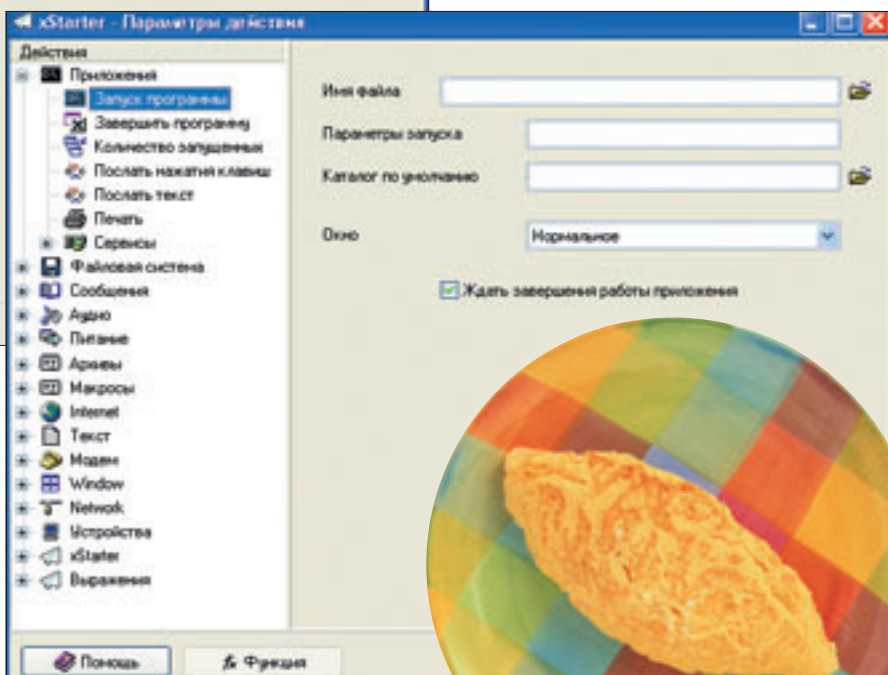 xStarter - Параметры действия
Действия
Приложения
Запуск программы
Завершить программу
Количество запущенных
Послать нажатия клавиш
Послать текст
Печать
Сервисы
Файловая система
Сообщения
Аудио
Питание
Архивы
Макросы
Internet
Текст
Модем
Window
Network
Устройства
xStarter
Выражения
Имя файла
Параметры запуска
Каталог по умолчанию
Окно
Нормальное
Ждать завершения работы приложения
Помощь
fx Функция